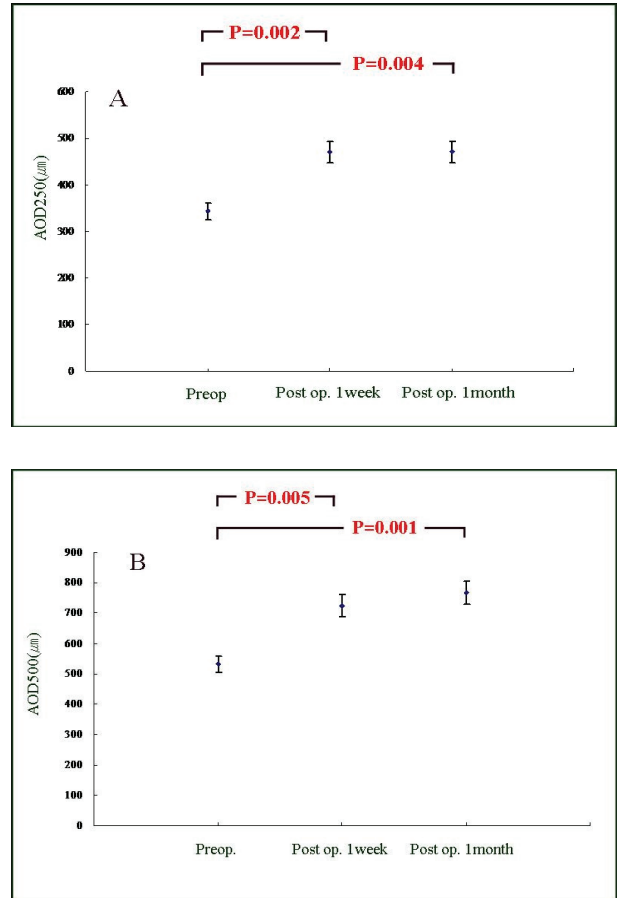 P=0.002
P=0.004
A
600
500
400
300
200
100
0
AOD250(㎛)
Preop Post op. 1week Post op. 1month
P=0.005
P=0.001
B
900
800
700
600
500
400
300
200
100
0
AOD500(㎛)
Preop. Post op. 1week Post op. 1month